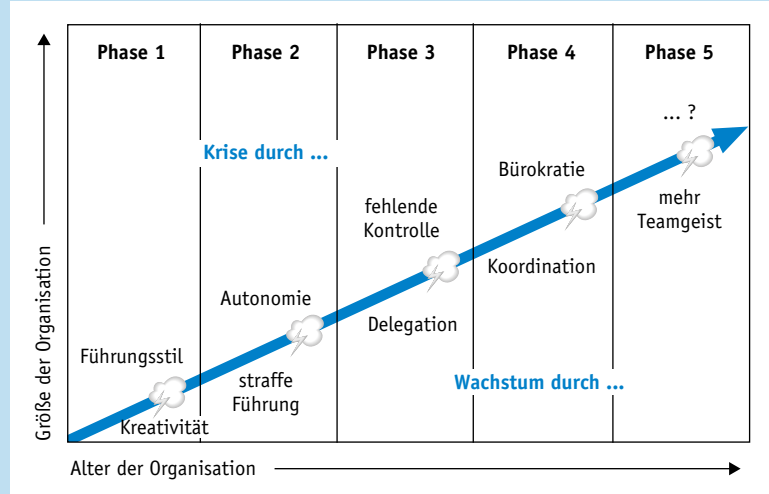 Phase 1
Phase 2
Phase 3
Phase 4
Phase 5
... ?
Krise durch ...
Bürokratie
fehlende
Kontrolle
mehr
Teamgeist
Koordination
Autonomie
Delegation
Führungsstil
straffe
Führung
Wachstum durch ...
Kreativität
Größe der Organisation
Alter der Organisation